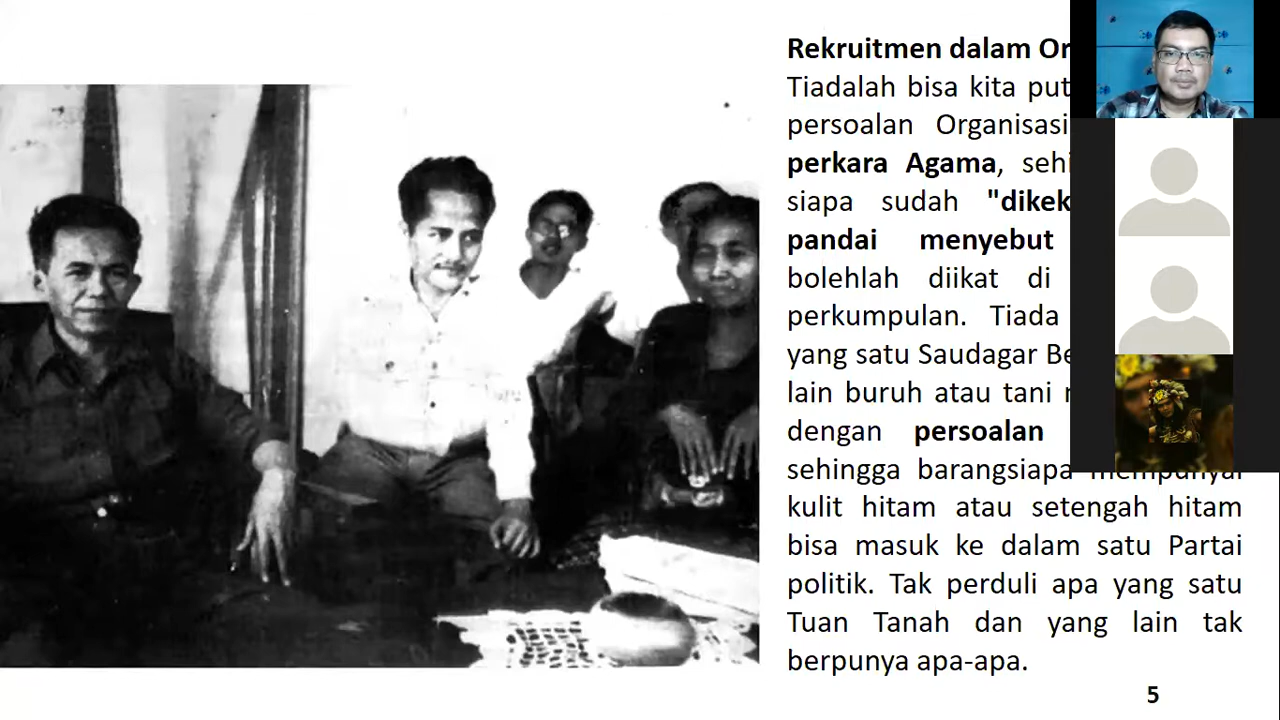 Rekruitmen dalam Or
Tiadalah bisa kita put
persoalan Organisasi
perkara Agama, sehi
siapa sudah "dikek
pandai menyebut
bolehlah diikat di
perkumpulan. Tiada
yang satu Saudagar Be
lain buruh atau tani
dengan persoalan
sehingga barangsiapa mempunyai
kulit hitam atau setengah hitam
bisa masuk ke dalam satu Partai
politik. Tak perduli apa yang satu
Tuan Tanah dan yang lain tak
berpunya apa-apa.
5